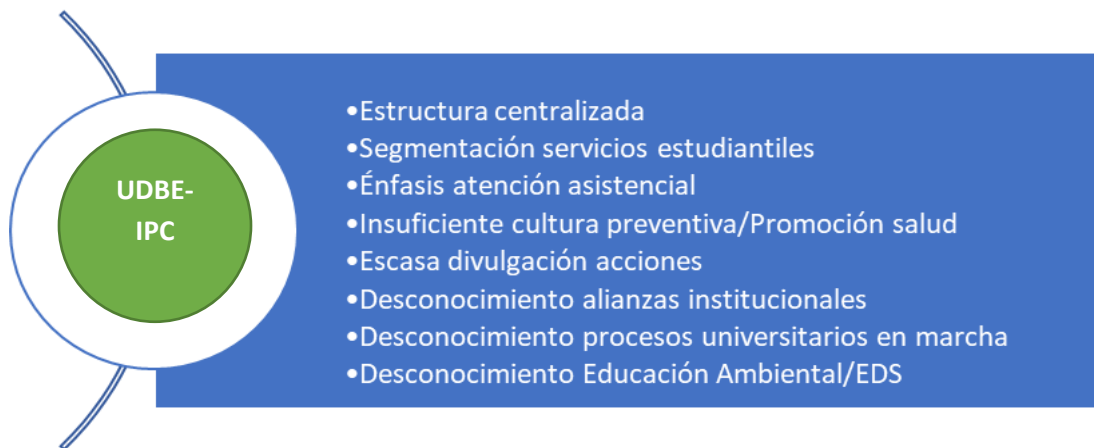 UDBE-
IPC
•Estructura centralizada
•Segmentación servicios estudiantiles
•Énfasis atención asistencial
•Insuficiente cultura preventiva/Promoción salud
•Escasa divulgación acciones
•Desconocimiento alianzas institucionales
•Desconocimiento procesos universitarios en marcha
•Desconocimiento Educación Ambiental/EDS